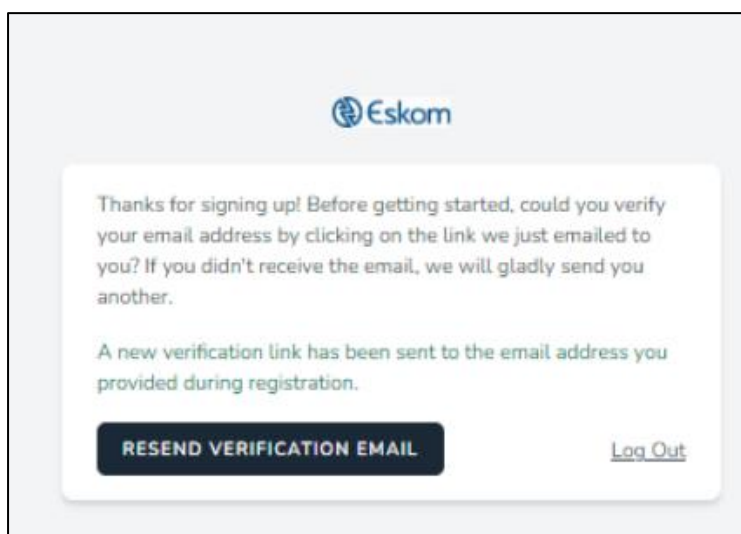 Eskom
Thanks for signing up! Before getting started, could you verify
your email address by clicking on the link we just emailed to
you? If you didn't receive the email, we will gladly send you
another.
A new verification link has been sent to the email address you
provided during registration.
RESEND VERIFICATION EMAIL
Log Out